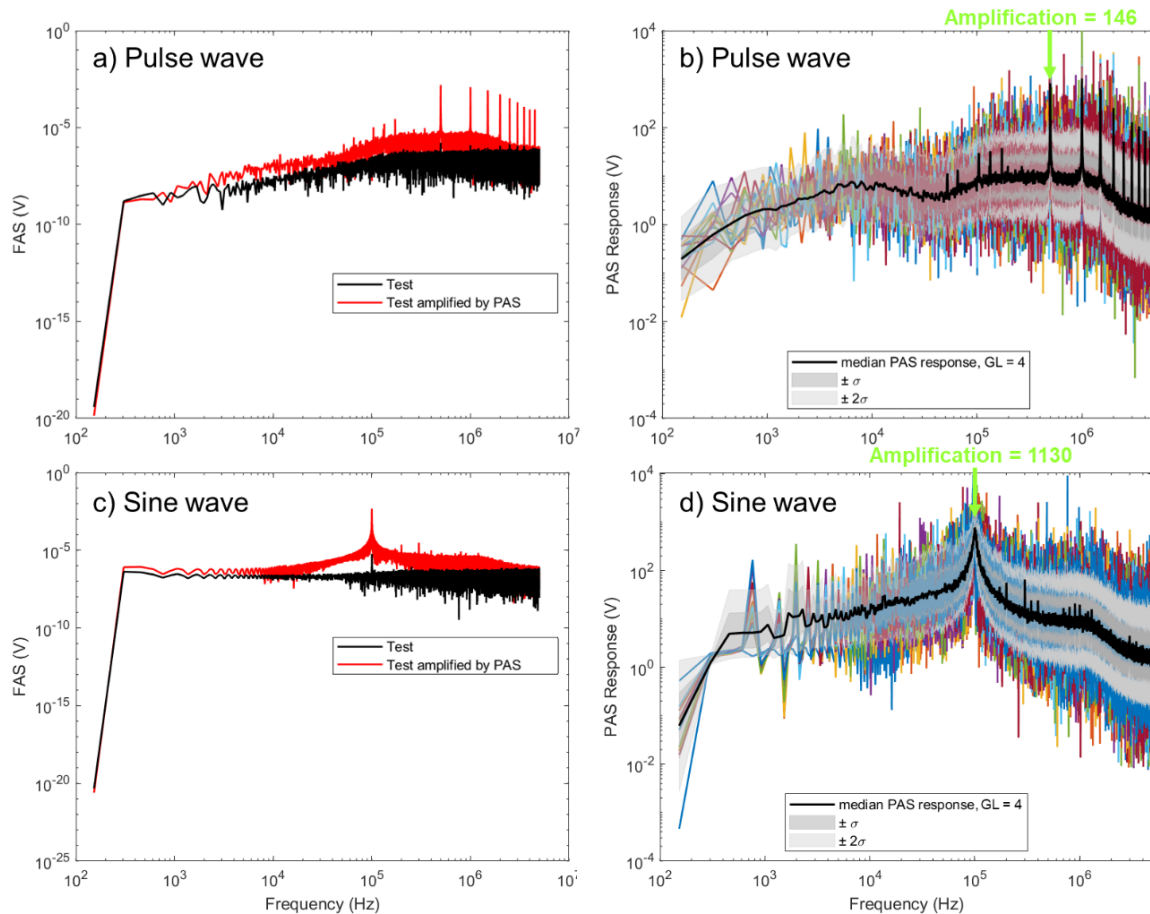 Amplification = 146
a) Pulse wave
10^0
10^-5
10^-10
10^-15
10^-20
FAS (V)
Test
Test amplified by PAS
10^2 10^3 10^4 10^5 10^6 10^7
b) Pulse wave
10^4
10^2
10^0
10^-2
10^-4
PAS Response (V)
median PAS response, GL = 4
± σ
± 2σ
10^2 10^3 10^4 10^5 10^6
Amplification = 1130
c) Sine wave
10^0
10^-5
10^-10
10^-15
10^-20
10^-25
FAS (V)
Test
Test amplified by PAS
10^2 10^3 10^4 10^5 10^6 10^7
Frequency (Hz)
d) Sine wave
10^4
10^2
10^0
10^-2
10^-4
PAS Response (V)
median PAS response, GL = 4
± σ
± 2σ
10^2 10^3 10^4 10^5 10^6
Frequency (Hz)